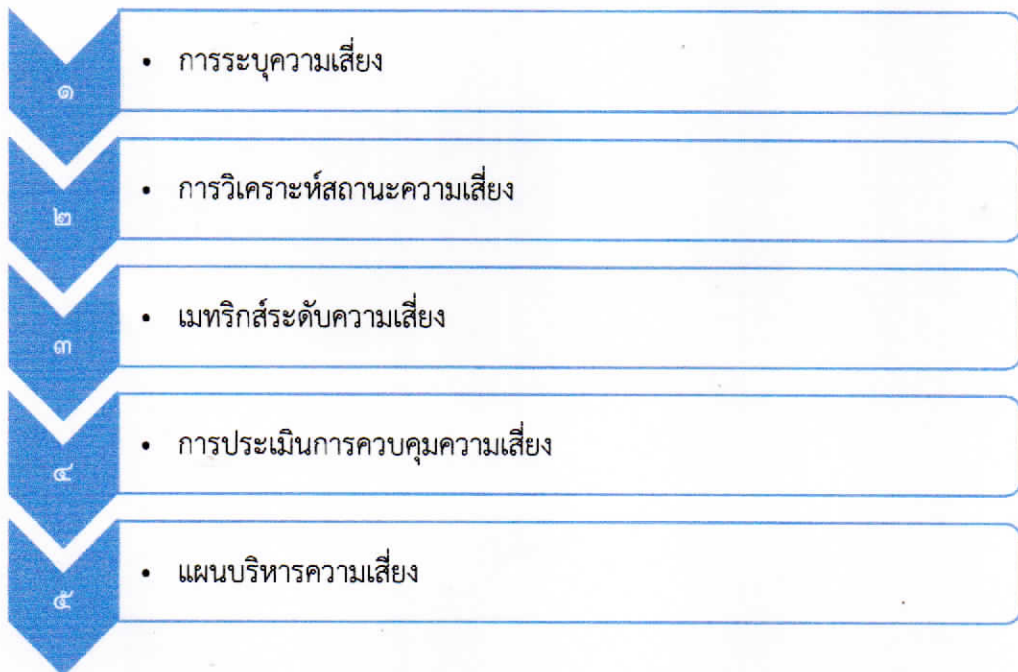 ๑
• การระบุความเสี่ยง
๒
• การวิเคราะห์สถานะความเสี่ยง
๓
• เมทริกส์ระดับความเสี่ยง
๔
• การประเมินการควบคุมความเสี่ยง
๕
• แผนบริหารความเสี่ยง